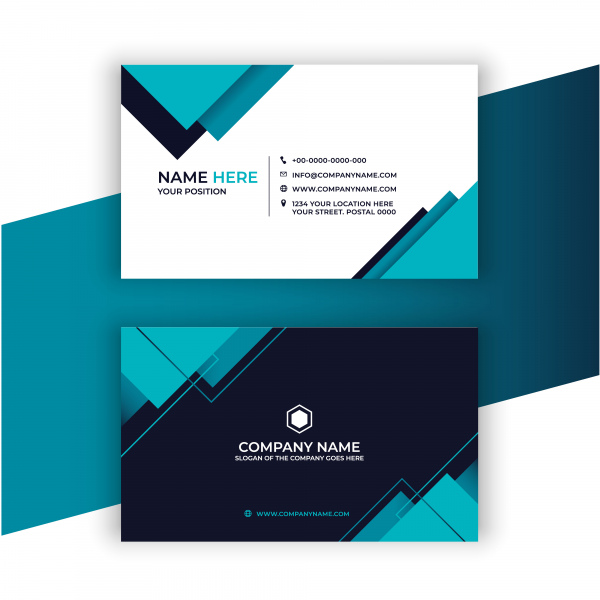 NAME HERE
YOUR POSITION
+00-0000-0000-000
INFO@COMPANYNAME.COM
WWW.COMPANYNAME.COM
1234 YOUR LOCATION HERE
YOUR STREET. POSTAL 0000
COMPANY NAME
SLOGAN OF THE COMPANY GOES HERE
WWW.COMPANYNAME.COM